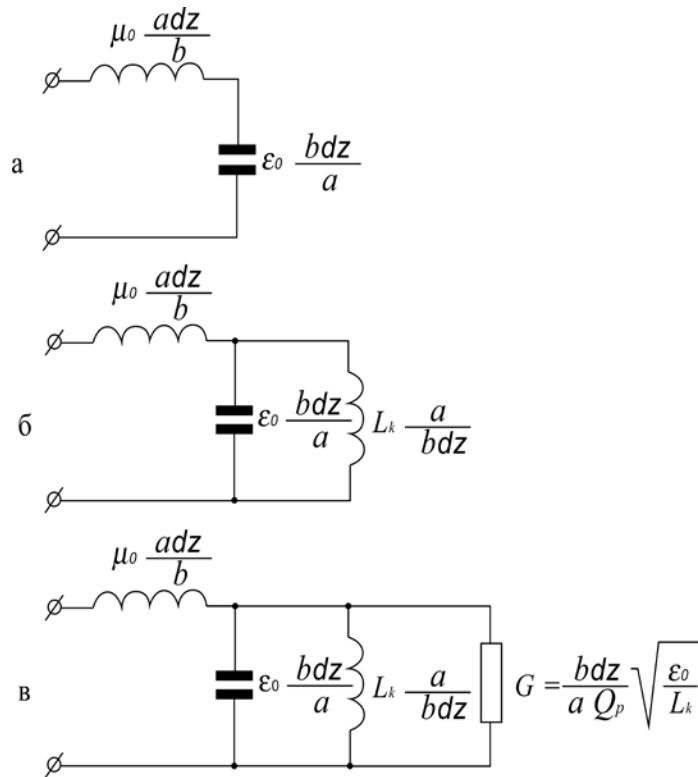 μ₀ adz/b
а
ε₀ bdz/a
μ₀ adz/b
б
ε₀ bdz/a Lₖ a/bdz
μ₀ adz/b
в
ε₀ bdz/a Lₖ a/bdz G = bdz/a Qₚ √ε₀/Lₖ